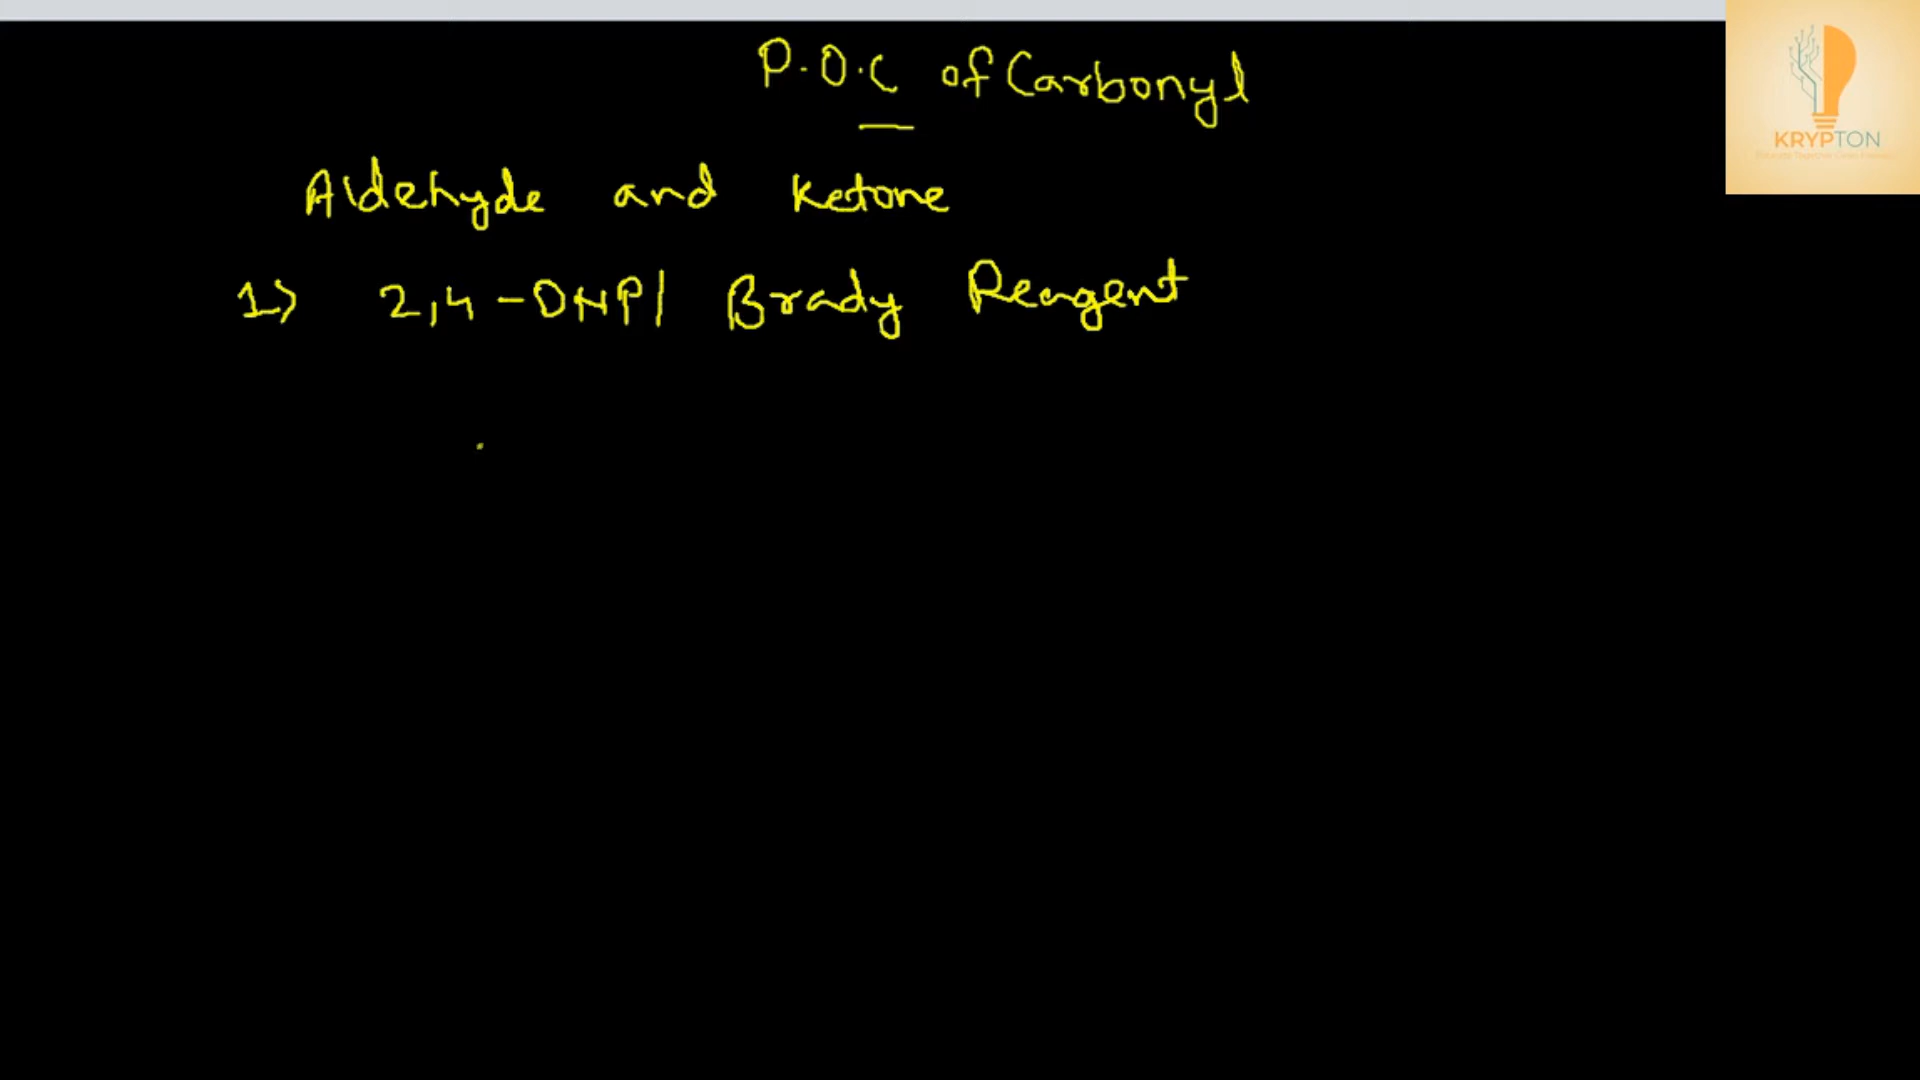 P.O.C of Carbonyl
KRYPTON
Aldehyde and Ketone
1) 2,4-DNP/ Brady Reagent